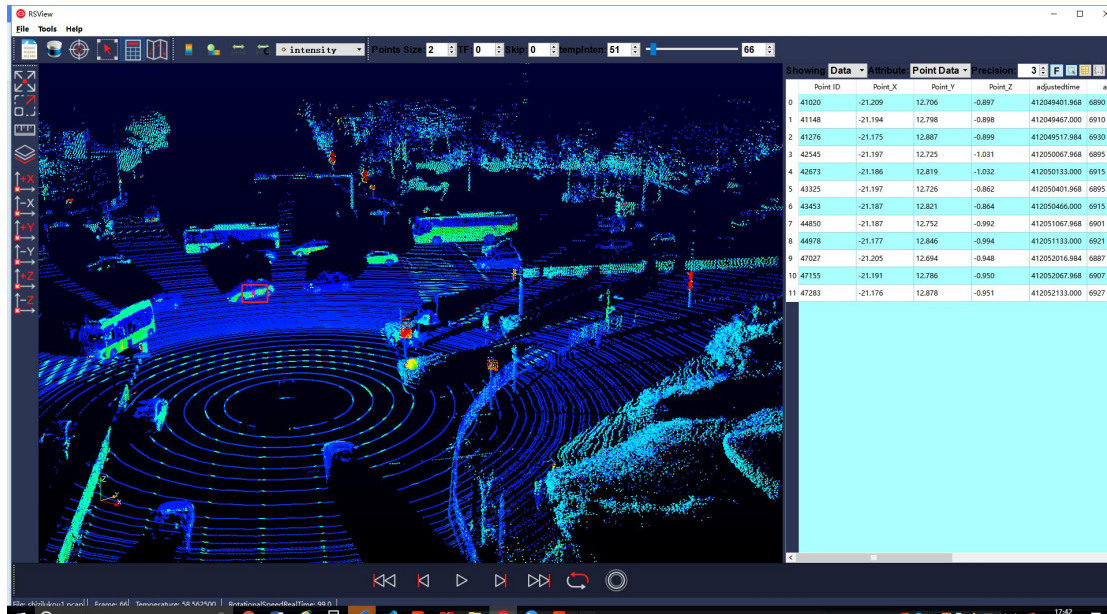 RSView
File Tools Help
intensity Points Size: 2 TF: 0 Skip: 0 tempInten: 51 66
Showing Data Attribute: Point Data Precision: 3 F
Point ID Point_X Point_Y Point_Z adjustedtime
0 41020 -21.209 12.706 -0.897 412049401.968 6890
1 41148 -21.194 12.798 -0.898 412049467.000 6910
2 41276 -21.175 12.887 -0.899 412049517.984 6930
3 42545 -21.197 12.725 -1.031 412050067.968 6895
4 42673 -21.186 12.819 -1.032 412050133.000 6915
5 43325 -21.197 12.726 -0.862 412050401.968 6895
6 43453 -21.187 12.821 -0.864 412050466.000 6915
7 44850 -21.187 12.752 -0.992 412051067.968 6901
8 44978 -21.177 12.846 -0.994 412051133.000 6921
9 47027 -21.205 12.694 -0.948 412052016.984 6887
10 47155 -21.191 12.786 -0.950 412052067.968 6907
11 47283 -21.176 12.878 -0.951 412052133.000 6927
+X
-X
+Y
-Y
+Z
-Z
File: shizilukou1.pcap Frame: 66 Temperature: 58.562500 RotationalSpeedRealTime: 99.0
17:42